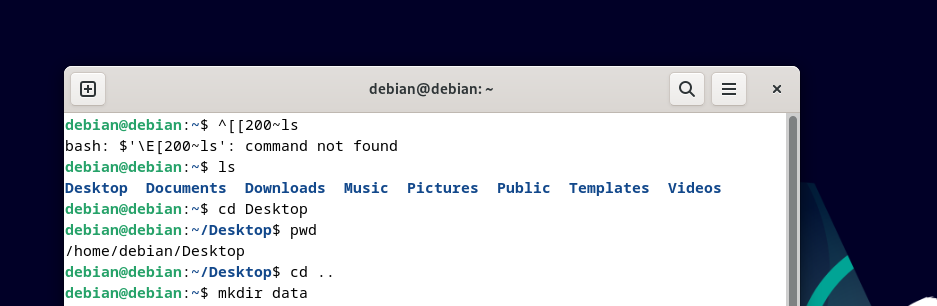 debian@debian: ~
debian@debian:~$ ^[[200~ls
bash: $'\E[200~ls': command not found
debian@debian:~$ ls
Desktop  Documents  Downloads  Music  Pictures  Public  Templates  Videos
debian@debian:~$ cd Desktop
debian@debian:~/Desktop$ pwd
/home/debian/Desktop
debian@debian:~/Desktop$ cd ..
debian@debian:~$ mkdir data